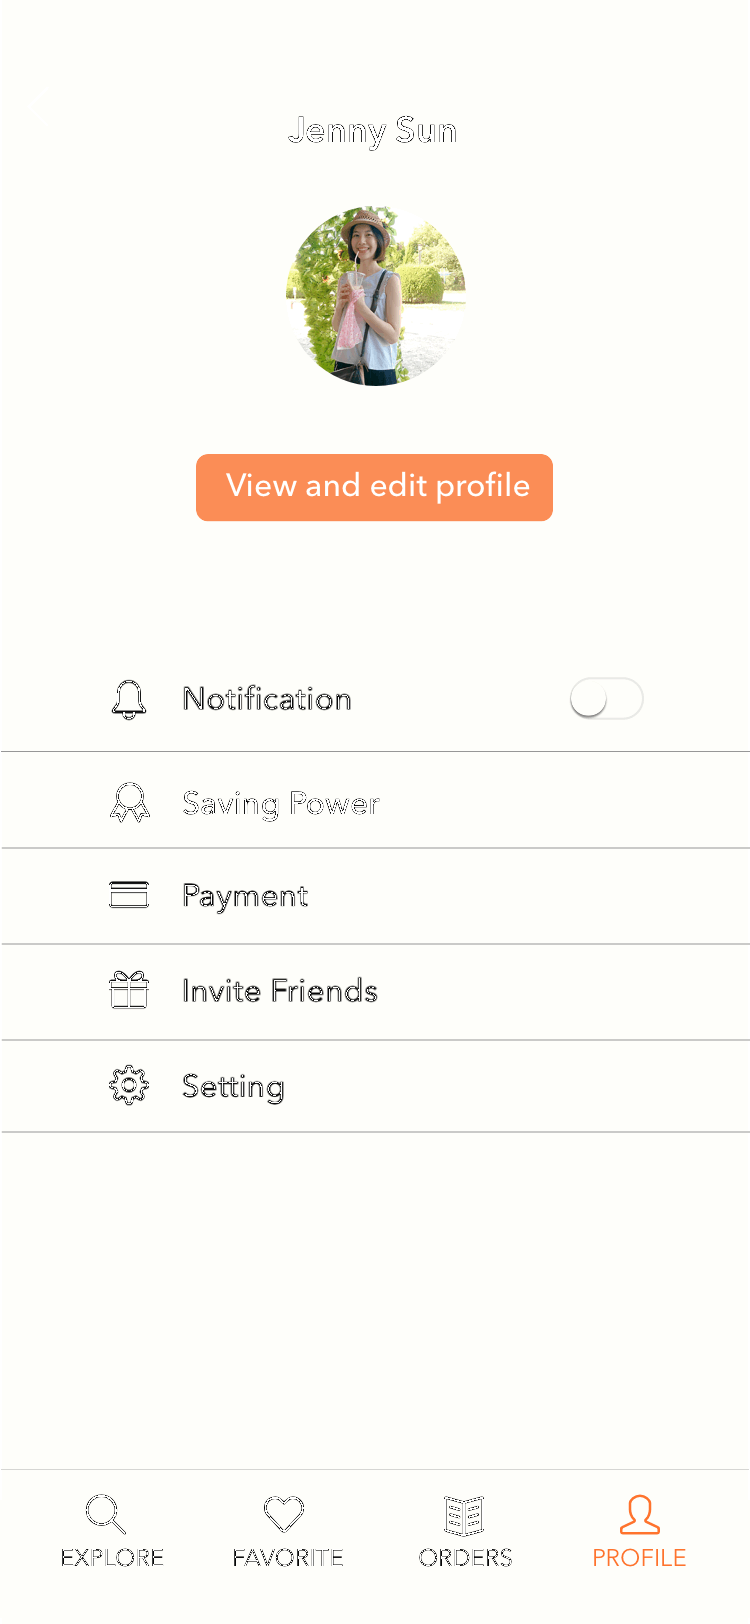 Jenny Sun
View and edit profile
Notification
Saving Power
Payment
Invite Friends
Setting
EXPLORE
FAVORITE
ORDERS
PROFILE